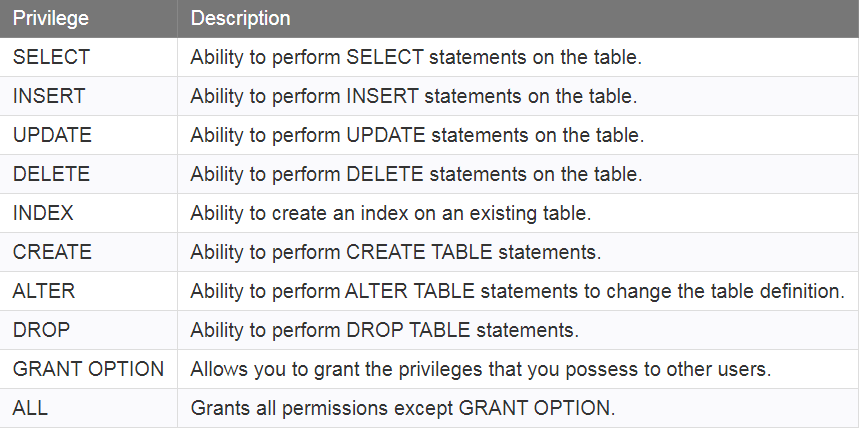 Privilege Description
SELECT Ability to perform SELECT statements on the table.
INSERT Ability to perform INSERT statements on the table.
UPDATE Ability to perform UPDATE statements on the table.
DELETE Ability to perform DELETE statements on the table.
INDEX Ability to create an index on an existing table.
CREATE Ability to perform CREATE TABLE statements.
ALTER Ability to perform ALTER TABLE statements to change the table definition.
DROP Ability to perform DROP TABLE statements.
GRANT OPTION Allows you to grant the privileges that you possess to other users.
ALL Grants all permissions except GRANT OPTION.